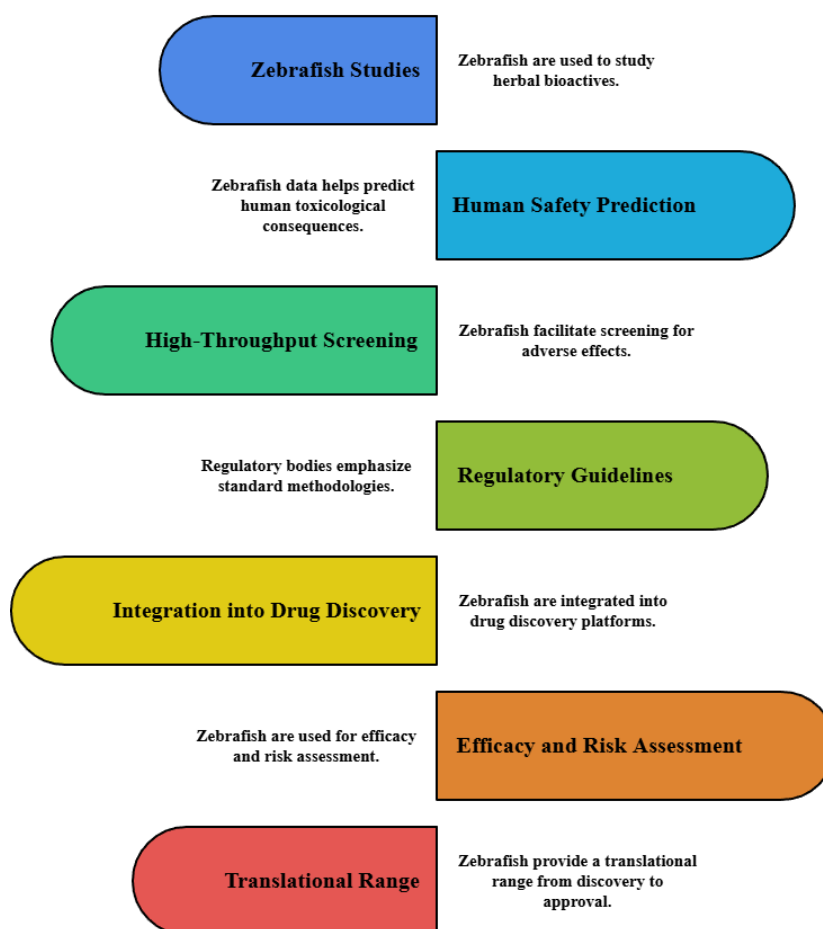 Zebrafish Studies
Zebrafish are used to study
herbal bioactives.
Zebrafish data helps predict
human toxicological
consequences.
Human Safety Prediction
High-Throughput Screening
Zebrafish facilitate screening for
adverse effects.
Regulatory bodies emphasize
standard methodologies.
Regulatory Guidelines
Integration into Drug Discovery
Zebrafish are integrated into
drug discovery platforms.
Zebrafish are used for efficacy
and risk assessment.
Efficacy and Risk Assessment
Translational Range
Zebrafish provide a translational
range from discovery to
approval.